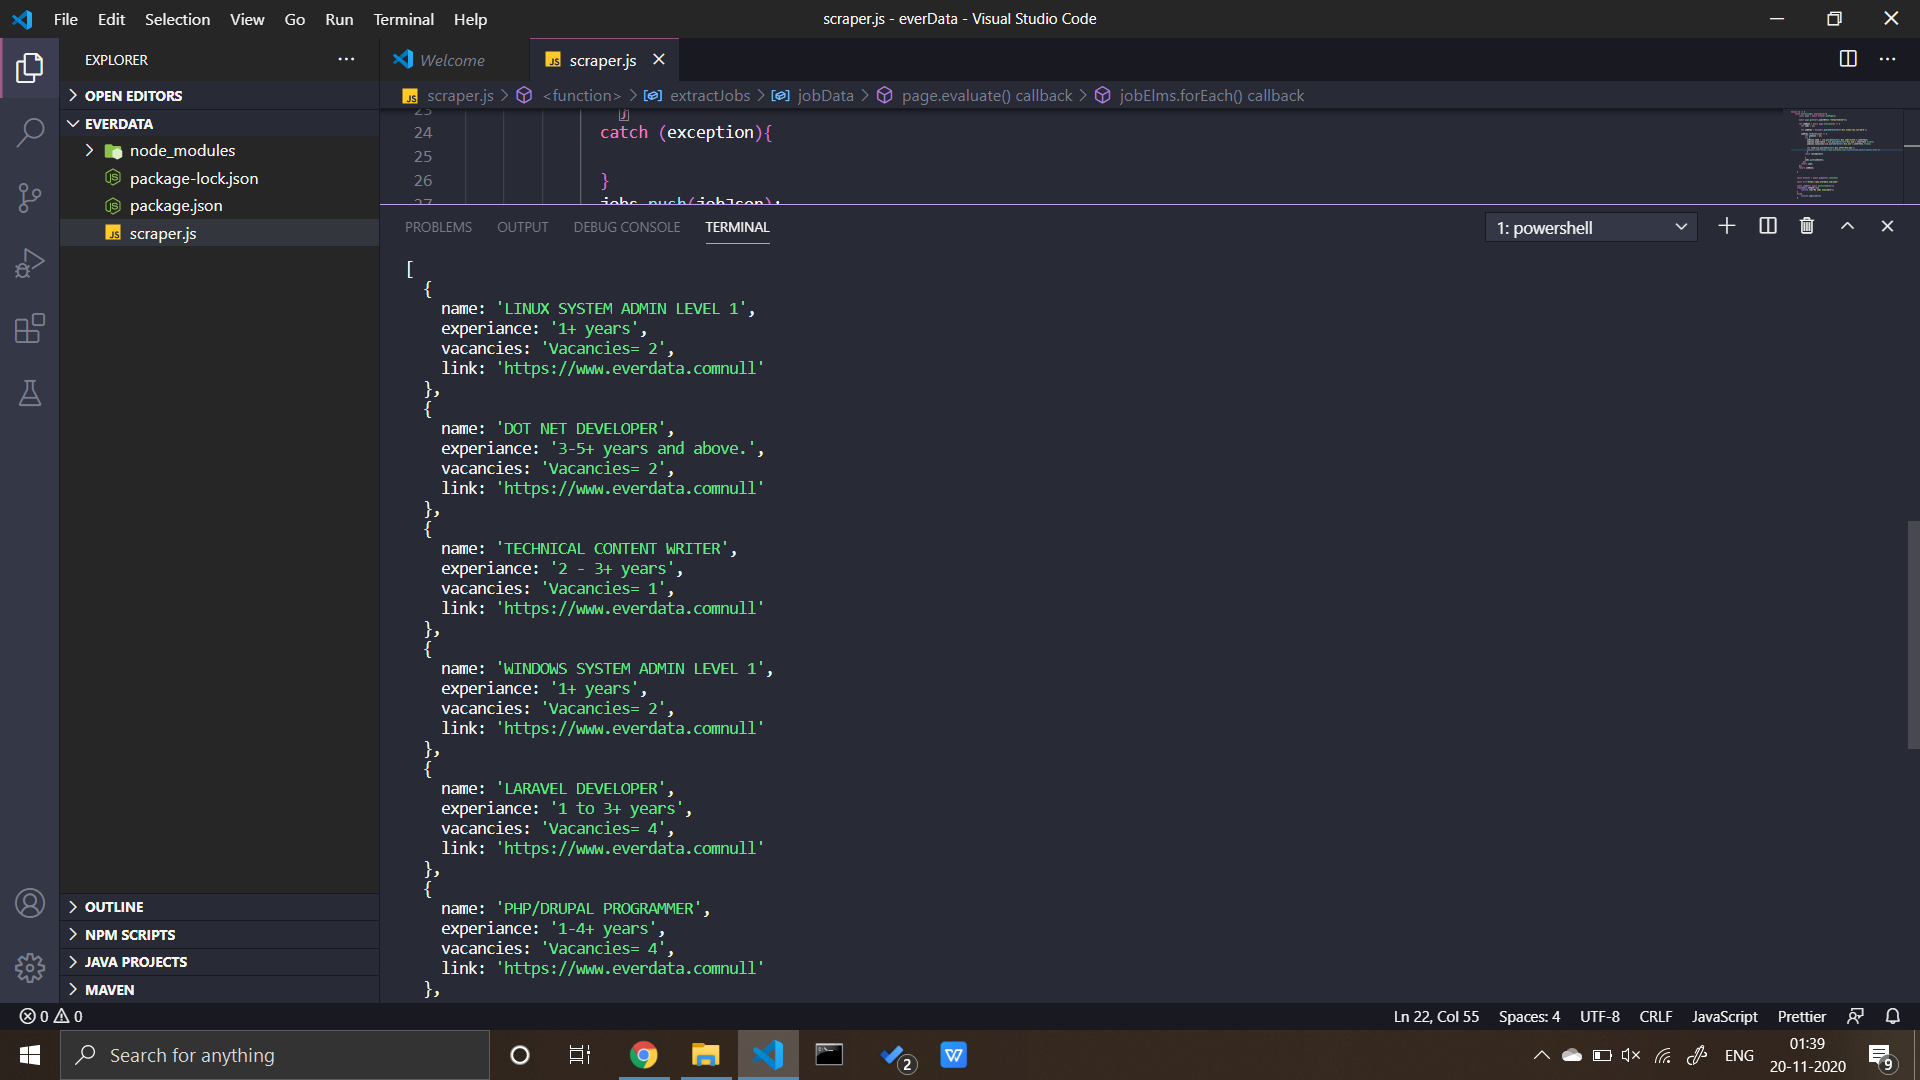 File Edit Selection View Go Run Terminal Help
scraper.js - everData - Visual Studio Code
EXPLORER
Welcome
scraper.js
OPEN EDITORS
EVERDATA
node_modules
package-lock.json
package.json
scraper.js
OUTLINE
NPM SCRIPTS
JAVA PROJECTS
MAVEN
scraper.js > <function> > extractJobs > jobData > page.evaluate() callback > jobElms.forEach() callback
23 }
24 catch (exception){
25
26 }
27 jobs.push(jobJson);
PROBLEMS OUTPUT DEBUG CONSOLE TERMINAL
1: powershell
[
{
name: 'LINUX SYSTEM ADMIN LEVEL 1',
experiance: '1+ years',
vacancies: 'Vacancies= 2',
link: 'https://www.everdata.comnull'
},
{
name: 'DOT NET DEVELOPER',
experiance: '3-5+ years and above.',
vacancies: 'Vacancies= 2',
link: 'https://www.everdata.comnull'
},
{
name: 'TECHNICAL CONTENT WRITER',
experiance: '2 - 3+ years',
vacancies: 'Vacancies= 1',
link: 'https://www.everdata.comnull'
},
{
name: 'WINDOWS SYSTEM ADMIN LEVEL 1',
experiance: '1+ years',
vacancies: 'Vacancies= 2',
link: 'https://www.everdata.comnull'
},
{
name: 'LARAVEL DEVELOPER',
experiance: '1 to 3+ years',
vacancies: 'Vacancies= 4',
link: 'https://www.everdata.comnull'
},
{
name: 'PHP/DRUPAL PROGRAMMER',
experiance: '1-4+ years',
vacancies: 'Vacancies= 4',
link: 'https://www.everdata.comnull'
},
0 0
Ln 22, Col 55 Spaces: 4 UTF-8 CRLF JavaScript Prettier
Search for anything
2
ENG
01:39
20-11-2020
9